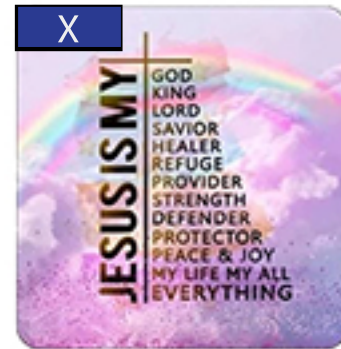 X
JESUS IS MY
GOD
KING
LORD
SAVIOR
HEALER
REFUGE
PROVIDER
STRENGTH
DEFENDER
PROTECTOR
PEACE & JOY
MY LIFE MY ALL
EVERYTHING